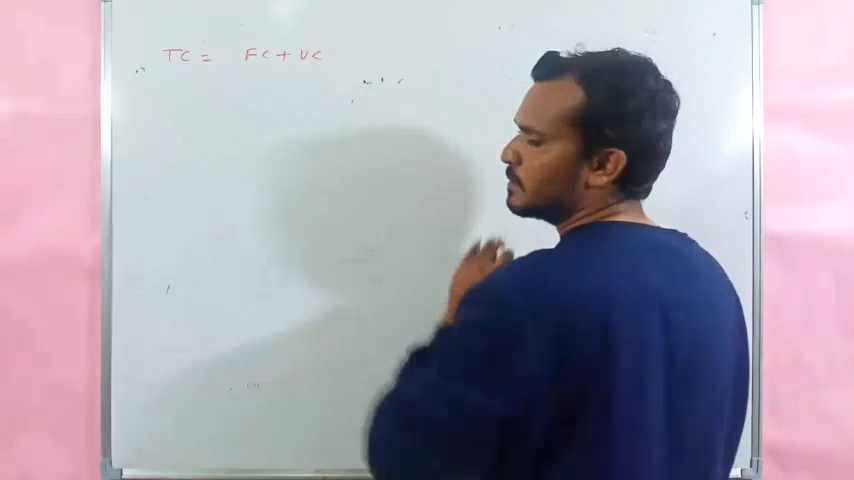 TC = FC + VC